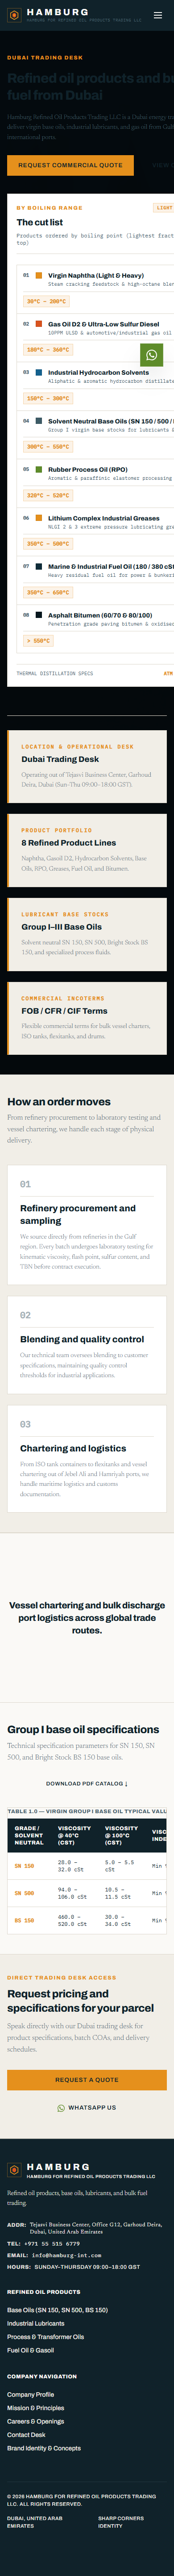 HAMBURG
HAMBURG FOR REFINED OIL PRODUCTS TRADING LLC
DUBAI TRADING DESK
Refined oil products and b
fuel from Dubai
Hamburg Refined Oil Products Trading LLC is a Dubai energy
deliver virgin base oils, industrial lubricants, and gas oil from
international ports.
REQUEST COMMERCIAL QUOTE
VIEW
BY BOILING RANGE
LIGHT
The cut list
Products ordered by boiling point (lightest fract
top)
01
Virgin Naphtha (Light & Heavy)
Steam cracking feedstock & high-octane blen
30°C – 200°C
02
Gas Oil D2 & Ultra-Low Sulfur Diesel
10PPM ULSD & automotive/industrial gas oil
180°C – 360°C
03
Industrial Hydrocarbon Solvents
Aliphatic & aromatic hydrocarbon distillate
150°C – 300°C
04
Solvent Neutral Base Oils (SN 150 / 500 /
Group I virgin base stocks for lubricants &
300°C – 550°C
05
Rubber Process Oil (RPO)
Aromatic & paraffinic elastomer processing
320°C – 520°C
06
Lithium Complex Industrial Greases
NLGI 2 & 3 extreme pressure lubricating gre
350°C – 500°C
07
Marine & Industrial Fuel Oil (180 / 380 cSt
Heavy residual fuel oil for power & bunkeri
350°C – 650°C
08
Asphalt Bitumen (60/70 & 80/100)
Penetration grade paving bitumen & oxidise
> 550°C
THERMAL DISTILLATION SPECS
ATM
LOCATION & OPERATIONAL DESK
Dubai Trading Desk
Operating out of Tejasvi Business Center, Garhoud
Deira, Dubai (Sun–Thu 09:00–18:00 GST).
PRODUCT PORTFOLIO
8 Refined Product Lines
Naphtha, Gasoil D2, Hydrocarbon Solvents, Base
Oils, RPO, Greases, Fuel Oil, and Bitumen.
LUBRICANT BASE STOCKS
Group I–III Base Oils
Solvent neutral SN 150, SN 500, Bright Stock BS
150, and specialised process fluids.
COMMERCIAL INCOTERMS
FOB / CFR / CIF Terms
Flexible commercial terms for bulk vessel charters,
ISO tanks, flexitanks, and drums.
How an order moves
From refinery procurement to laboratory testing and
vessel chartering, we handle each stage of physical
delivery.
01
Refinery procurement and
sampling
We source directly from refineries in the Gulf
region. Every cargo undergoes laboratory testing for
kinematic viscosity, flash point, sulfur content, and
TSN before contract execution.
02
Blending and quality control
Our technical team oversees blending to customer
specifications, maintaining quality control
thresholds for industrial applications.
03
Chartering and logistics
From ISO tank containers to flexitanks and vessel
chartering out of Jebel Ali and Hamriyah ports, we
handle maritime logistics and customs
documentation.
Vessel chartering and bulk discharge
port logistics across global trade
routes.
Group I base oil specifications
Technical specification parameters for SN 150, SN
500, and Bright Stock BS 150 base oils.
DOWNLOAD PDF CATALOG ↓
TABLE 1.0 — VIRGIN GROUP I BASE OIL TYPICAL VALU
GRADE /
SOLVENT
NEUTRAL
VISCOSITY
@ 40°C
(CST)
VISCOSITY
@ 100°C
(CST)
VISC
INDE
SN 150
28.0 –
32.0 cSt
5.0 – 5.5
cSt
Min
SN 500
94.0 –
106.0 cSt
10.5 –
11.5 cSt
Min
BS 150
460.0 –
520.0 cSt
30.0 –
34.0 cSt
Min
DIRECT TRADING DESK ACCESS
Request pricing and
specifications for your parcel
Speak directly with our Dubai trading desk for
product specifications, batch COAs, and delivery
schedules.
REQUEST A QUOTE
WHATSAPP US
HAMBURG
HAMBURG FOR REFINED OIL PRODUCTS TRADING LLC
Refined oil products, base oils, lubricants, and bulk fuel
trading.
ADDR: Tejasvi Business Center, Office G12, Garhoud Deira,
Dubai, United Arab Emirates
TEL: +971 55 515 6779
EMAIL: info@hamburg-int.com
HOURS: SUNDAY–THURSDAY 09:00–18:00 GST
REFINED OIL PRODUCTS
Base Oils (SN 150, SN 500, BS 150)
Industrial Lubricants
Process & Transformer Oils
Fuel Oil & Gasoil
COMPANY NAVIGATION
Company Profile
Mission & Principles
Careers & Openings
Contact Desk
Brand Identity & Concepts
© 2026 HAMBURG FOR REFINED OIL PRODUCTS TRADING
LLC. ALL RIGHTS RESERVED.
DUBAI, UNITED ARAB
EMIRATES
SHARP CORNERS
IDENTITY